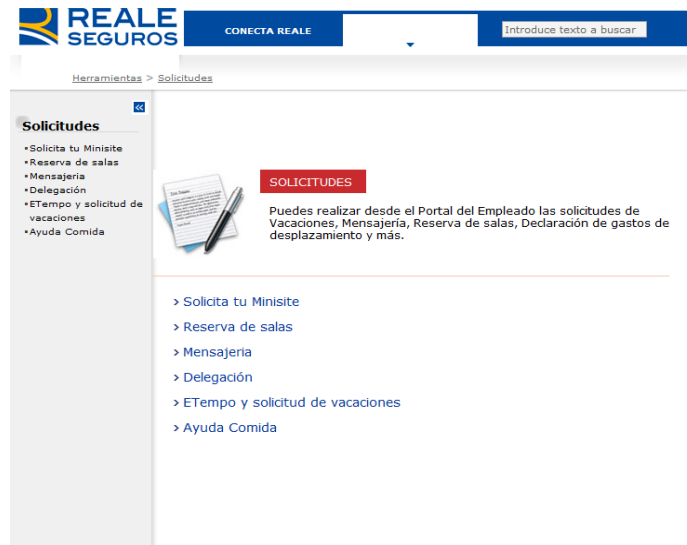 REALE
SEGUROS
CONECTA REALE
Introduce texto a buscar
Herramientas > Solicitudes
Solicitudes
Solicita tu Minisite
Reserva de salas
Mensajeria
Delegación
ETempo y solicitud de
vacaciones
Ayuda Comida
SOLICITUDES
Puedes realizar desde el Portal del Empleado las solicitudes de
Vacaciones, Mensajería, Reserva de salas, Declaración de gastos de
desplazamiento y más.
> Solicita tu Minisite
> Reserva de salas
> Mensajeria
> Delegación
> ETempo y solicitud de vacaciones
> Ayuda Comida